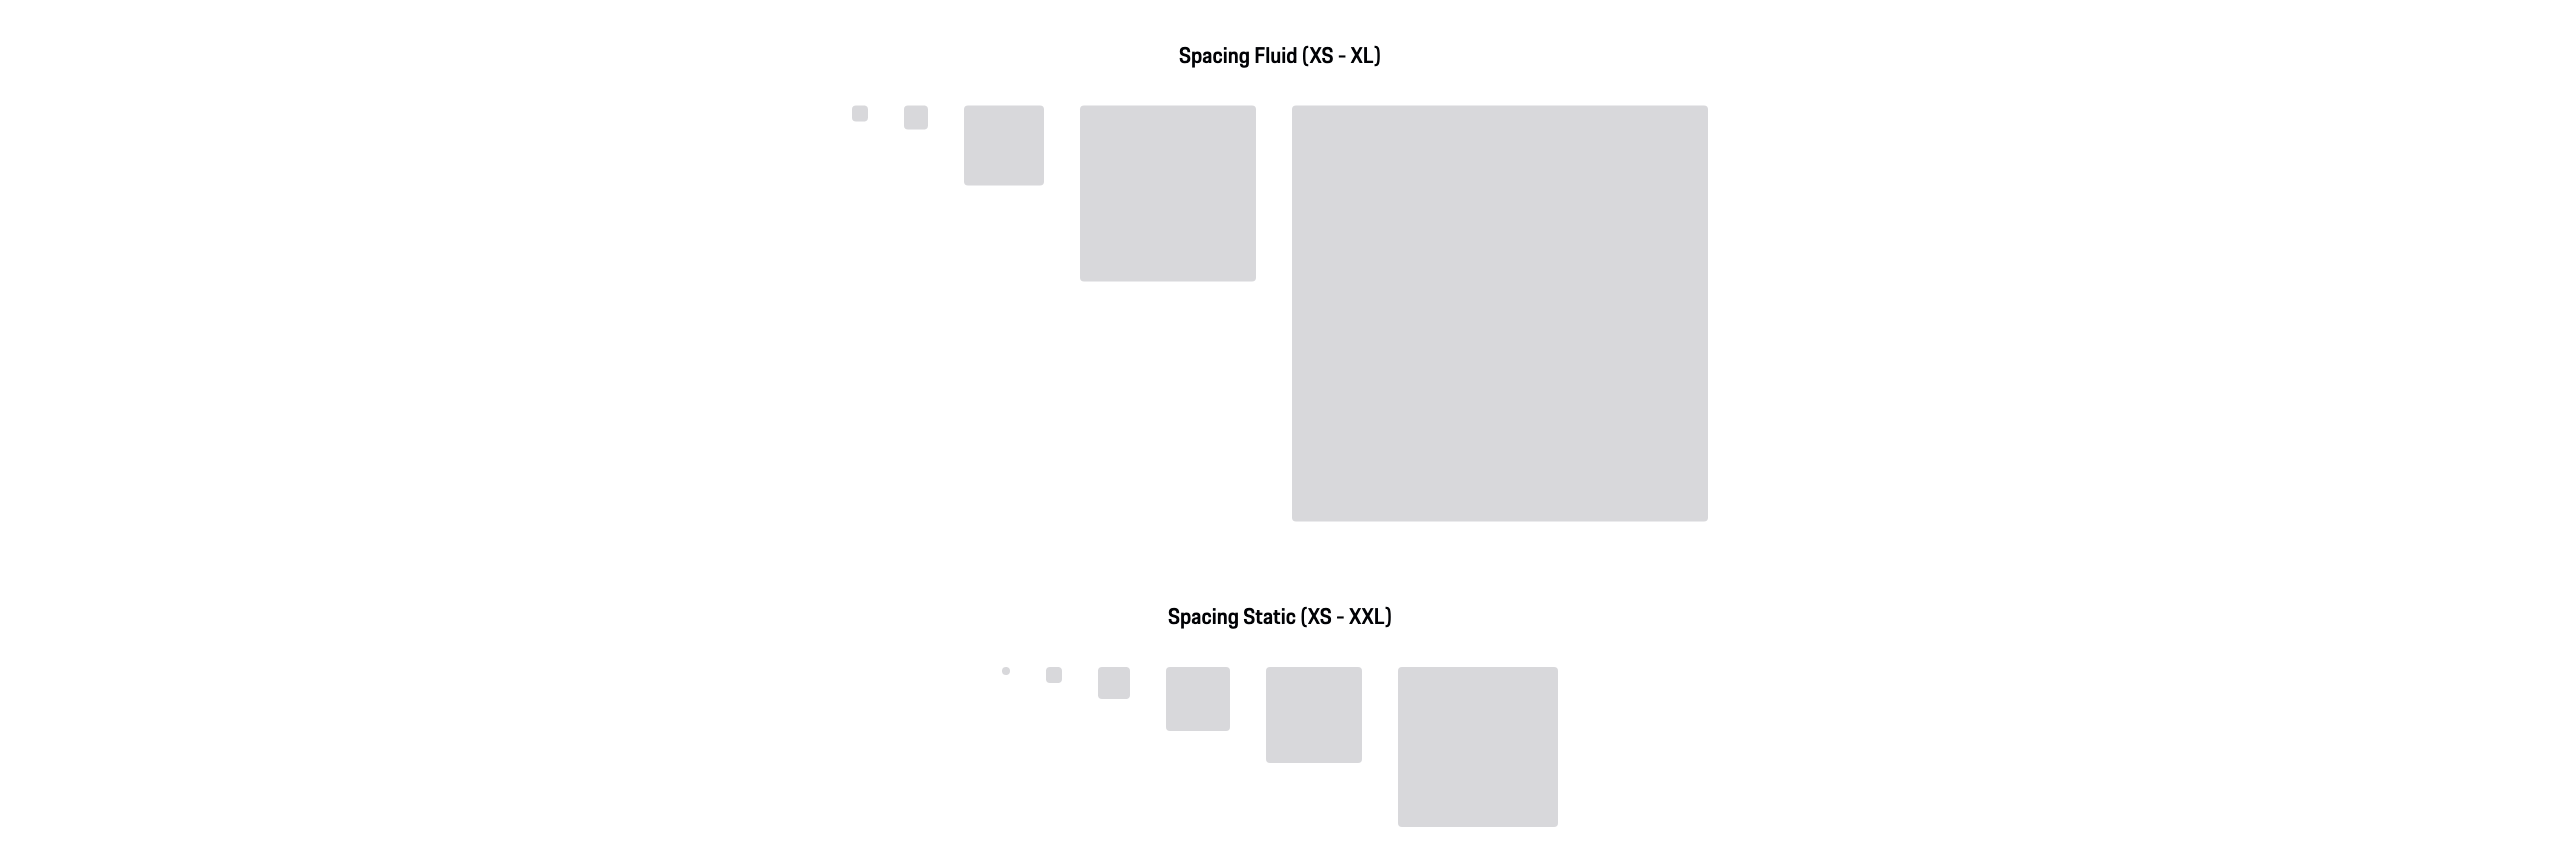 Spacing Fluid (XS - XL)
Spacing Static (XS - XXL)